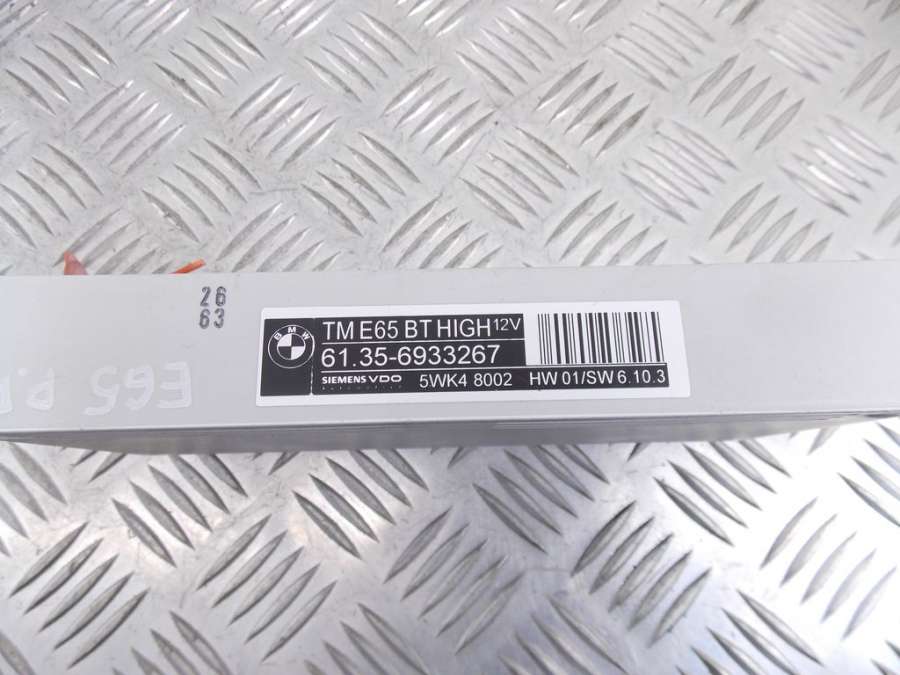 26
63
BMW
TM E65 BT HIGH 12V
61.35-6933267
SIEMENS VDO
5WK4 8002 HW 01/SW 6.10.3
E65